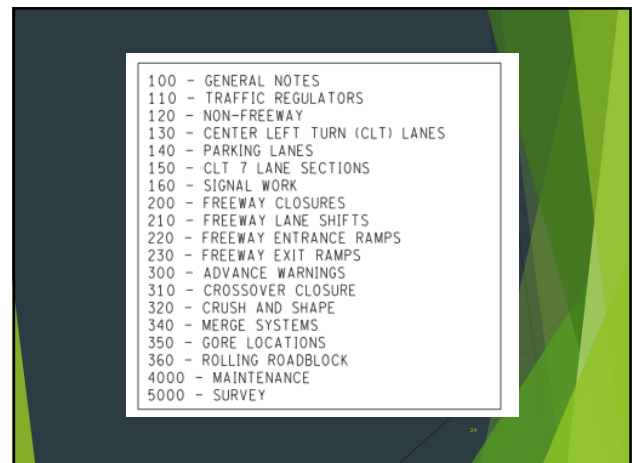 100 - GENERAL NOTES
110 - TRAFFIC REGULATORS
120 - NON-FREEWAY
130 - CENTER LEFT TURN (CLT) LANES
140 - PARKING LANES
150 - CLT 7 LANE SECTIONS
160 - SIGNAL WORK
200 - FREEWAY CLOSURES
210 - FREEWAY LANE SHIFTS
220 - FREEWAY ENTRANCE RAMPS
230 - FREEWAY EXIT RAMPS
300 - ADVANCE WARNINGS
310 - CROSSOVER CLOSURE
320 - CRUSH AND SHAPE
340 - MERGE SYSTEMS
350 - GORE LOCATIONS
360 - ROLLING ROADBLOCK
4000 - MAINTENANCE
5000 - SURVEY
24